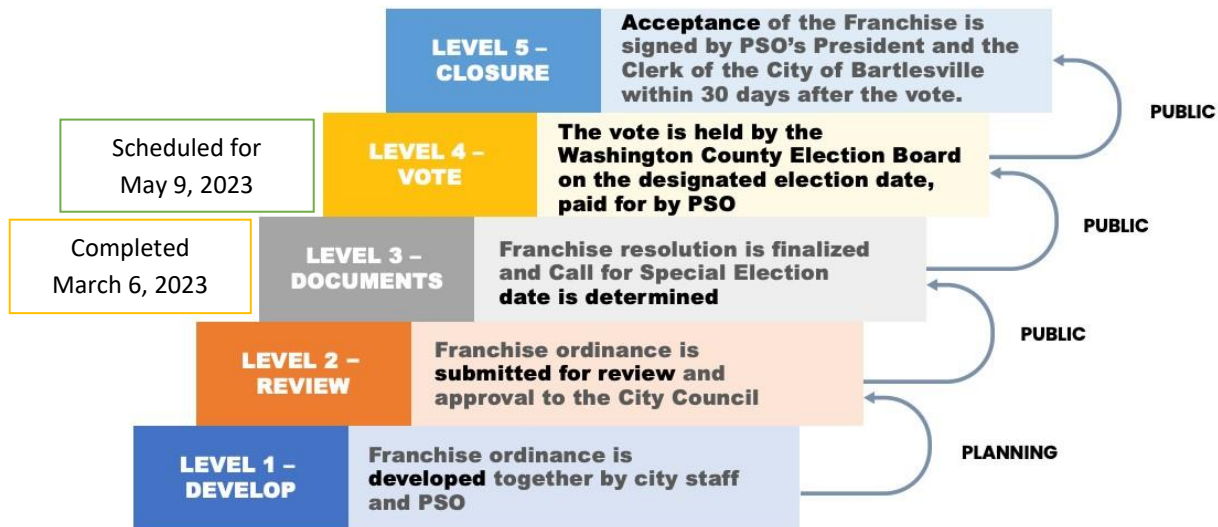 LEVEL 5 –
CLOSURE
Acceptance of the Franchise is
signed by PSO’s President and the
Clerk of the City of Bartlesville
within 30 days after the vote.
PUBLIC
Scheduled for
May 9, 2023
LEVEL 4 –
VOTE
The vote is held by the
Washington County Election Board
on the designated election date,
paid for by PSO
PUBLIC
Completed
March 6, 2023
LEVEL 3 –
DOCUMENTS
Franchise resolution is finalized
and Call for Special Election
date is determined
PUBLIC
LEVEL 2 –
REVIEW
Franchise ordinance is
submitted for review and
approval to the City Council
PLANNING
LEVEL 1 –
DEVELOP
Franchise ordinance is
developed together by city staff
and PSO